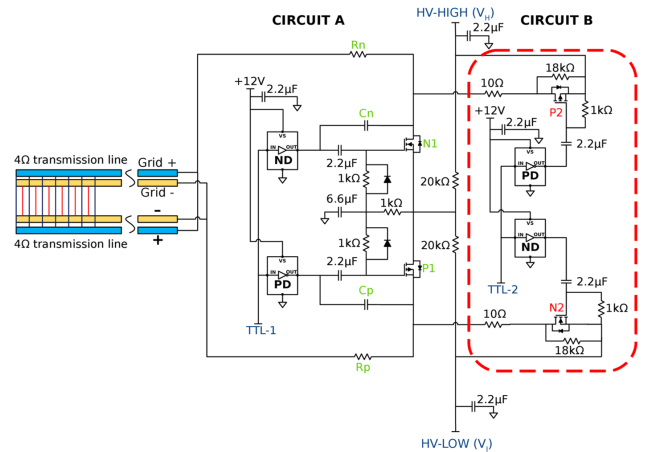 CIRCUIT A
HV-HIGH (V_H)
CIRCUIT B
2.2µF
Rn
18kΩ
10Ω
+12V
2.2µF
P2
1kΩ
Cn
+12V
2.2µF
2.2µF
VS
IN OUT
ND
N1
2.2µF
VS
IN OUT
PD
4Ω transmission line
Grid +
1kΩ
20kΩ
Grid -
6.6µF
1kΩ
-
+
4Ω transmission line
1kΩ
20kΩ
VS
IN OUT
ND
VS
IN OUT
PD
2.2µF
P1
2.2µF
TTL-2
Cp
N2
1kΩ
10Ω
TTL-1
18kΩ
Rp
2.2µF
HV-LOW (V_l)